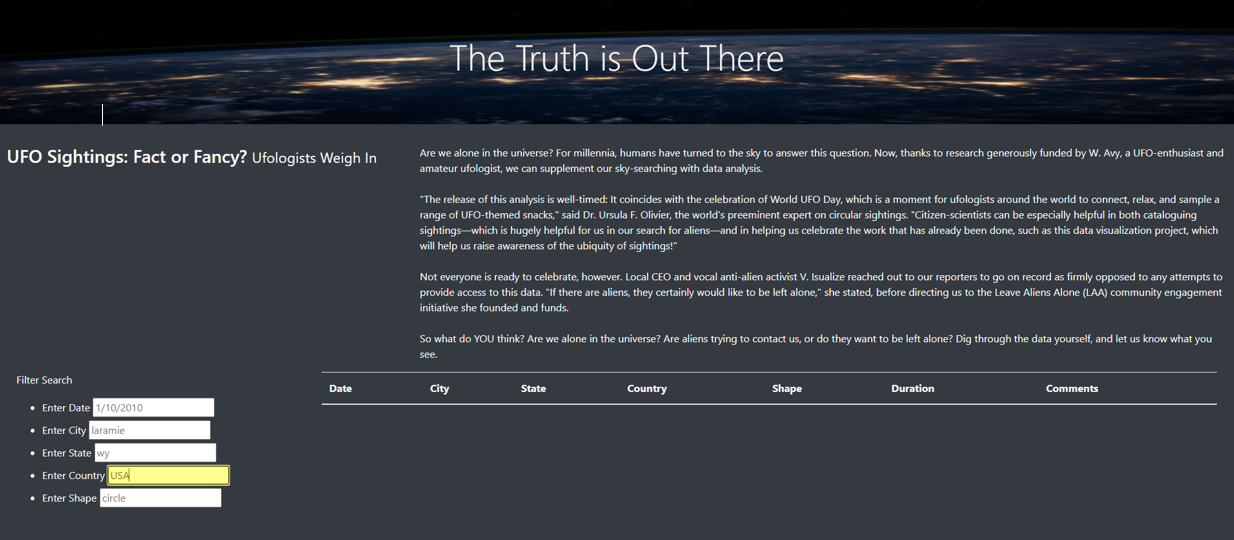 The Truth is Out There
UFO Sightings: Fact or Fancy? Ufologists Weigh In
Are we alone in the universe? For millennia, humans have turned to the sky to answer this question. Now, thanks to research generously funded by W. Avy, a UFO-enthusiast and
amateur ufologist, we can supplement our sky-searching with data analysis.
"The release of this analysis is well-timed: It coincides with the celebration of World UFO Day, which is a moment for ufologists around the world to connect, relax, and sample a
range of UFO-themed snacks," said Dr. Ursula F. Olivier, the world's preeminent expert on circular sightings. "Citizen-scientists can be especially helpful in both cataloguing
sightings—which is hugely helpful for us in our search for aliens—and in helping us celebrate the work that has already been done, such as this data visualization project, which
will help us raise awareness of the ubiquity of sightings!"
Not everyone is ready to celebrate, however. Local CEO and vocal anti-alien activist V. Isualize reached out to our reporters to go on record as firmly opposed to any attempts to
provide access to this data. "If there are aliens, they certainly would like to be left alone," she stated, before directing us to the Leave Aliens Alone (LAA) community engagement
initiative she founded and funds.
So what do YOU think? Are we alone in the universe? Are aliens trying to contact us, or do they want to be left alone? Dig through the data yourself, and let us know what you
see.
Filter Search
Enter Date 1/10/2010
Enter City laramie
Enter State wy
Enter Country USA
Enter Shape circle
Date City State Country Shape Duration Comments